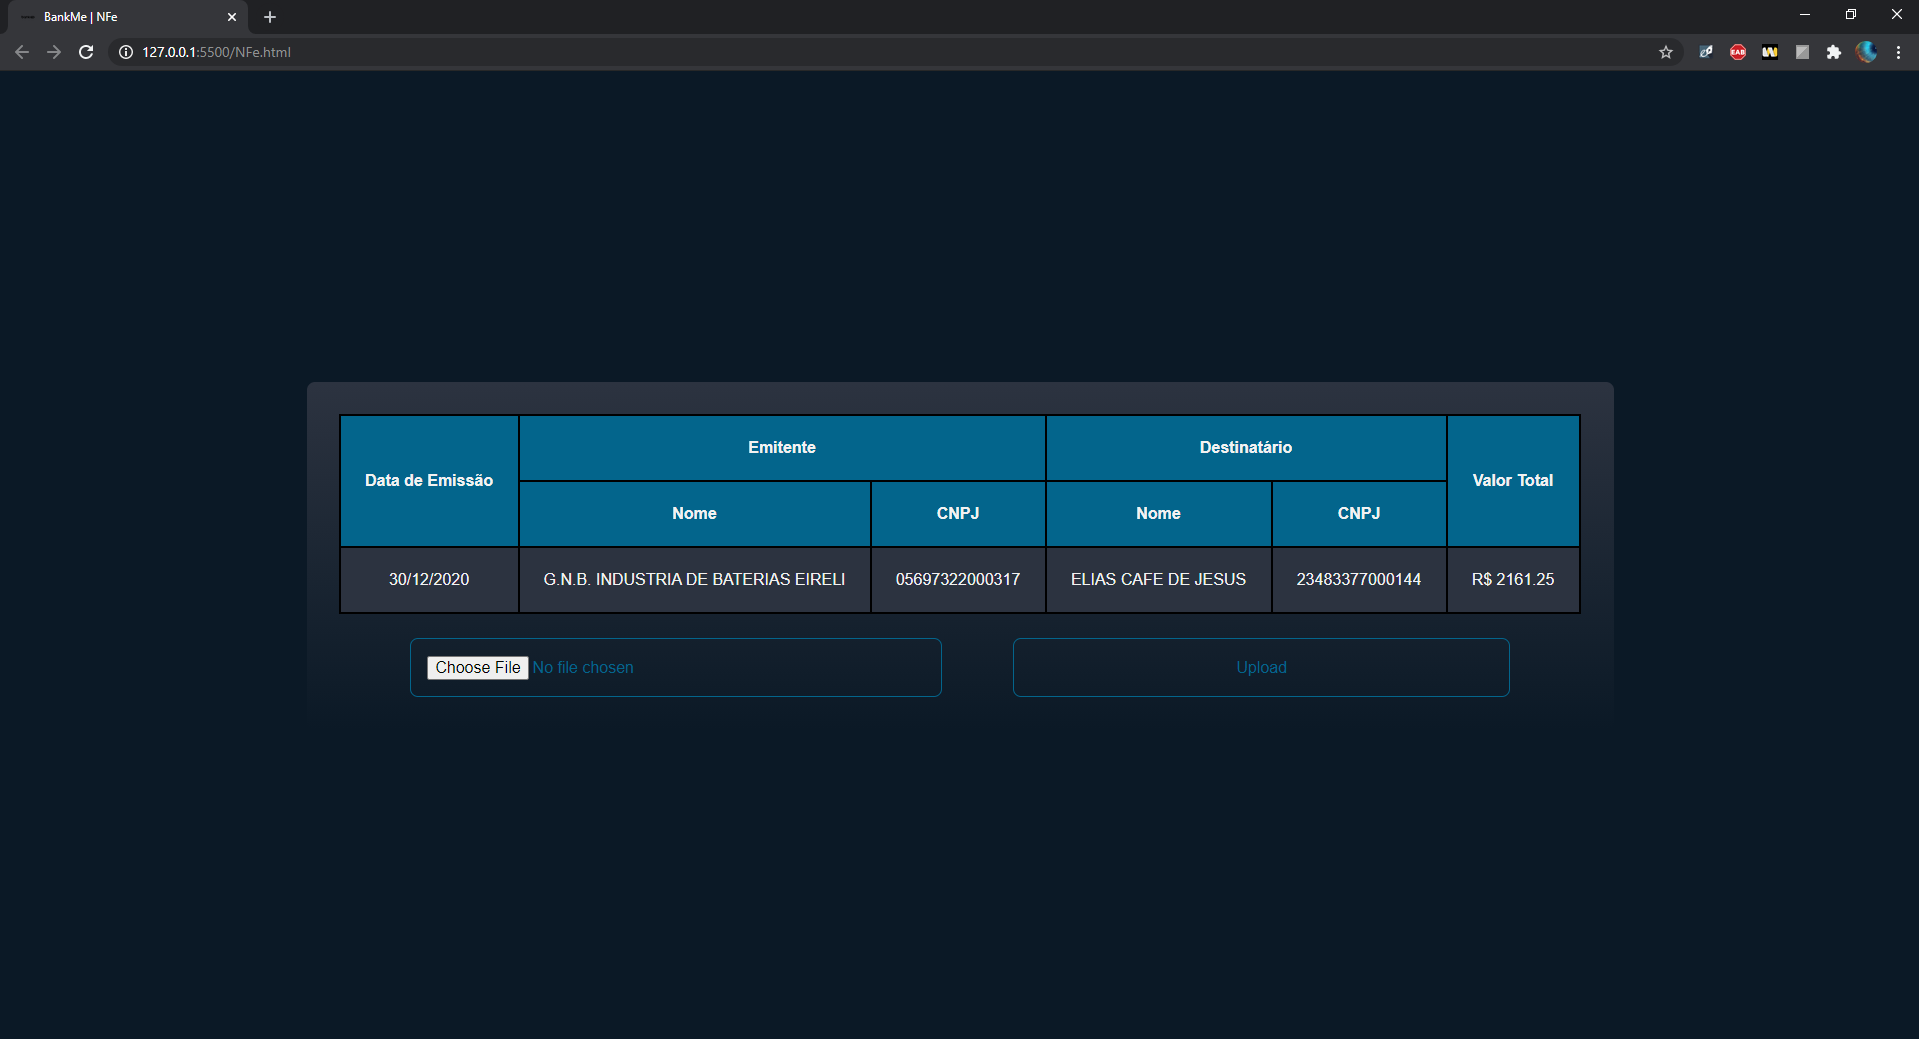 BankMe | NFe
127.0.0.1:5500/NFe.html
EAB
Data de Emissão
Emitente
Destinatário
Valor Total
Nome
CNPJ
Nome
CNPJ
30/12/2020
G.N.B. INDUSTRIA DE BATERIAS EIRELI
05697322000317
ELIAS CAFE DE JESUS
23483377000144
R$ 2161.25
Choose File No file chosen
Upload